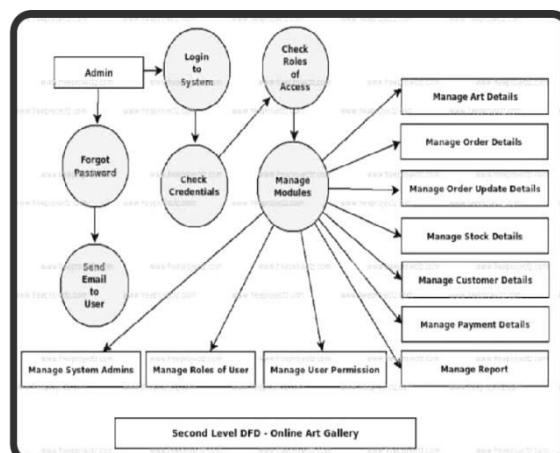 Admin
Login
to
System
Check
Roles
of
Access
Forgot
Password
Check
Credentials
Manage
Modules
Send
Email
to
User
Manage Art Details
Manage Order Details
Manage Order Update Details
Manage Stock Details
Manage Customer Details
Manage Payment Details
Manage Report
Manage System Admins
Manage Roles of User
Manage User Permission
Second Level DFD - Online Art Gallery